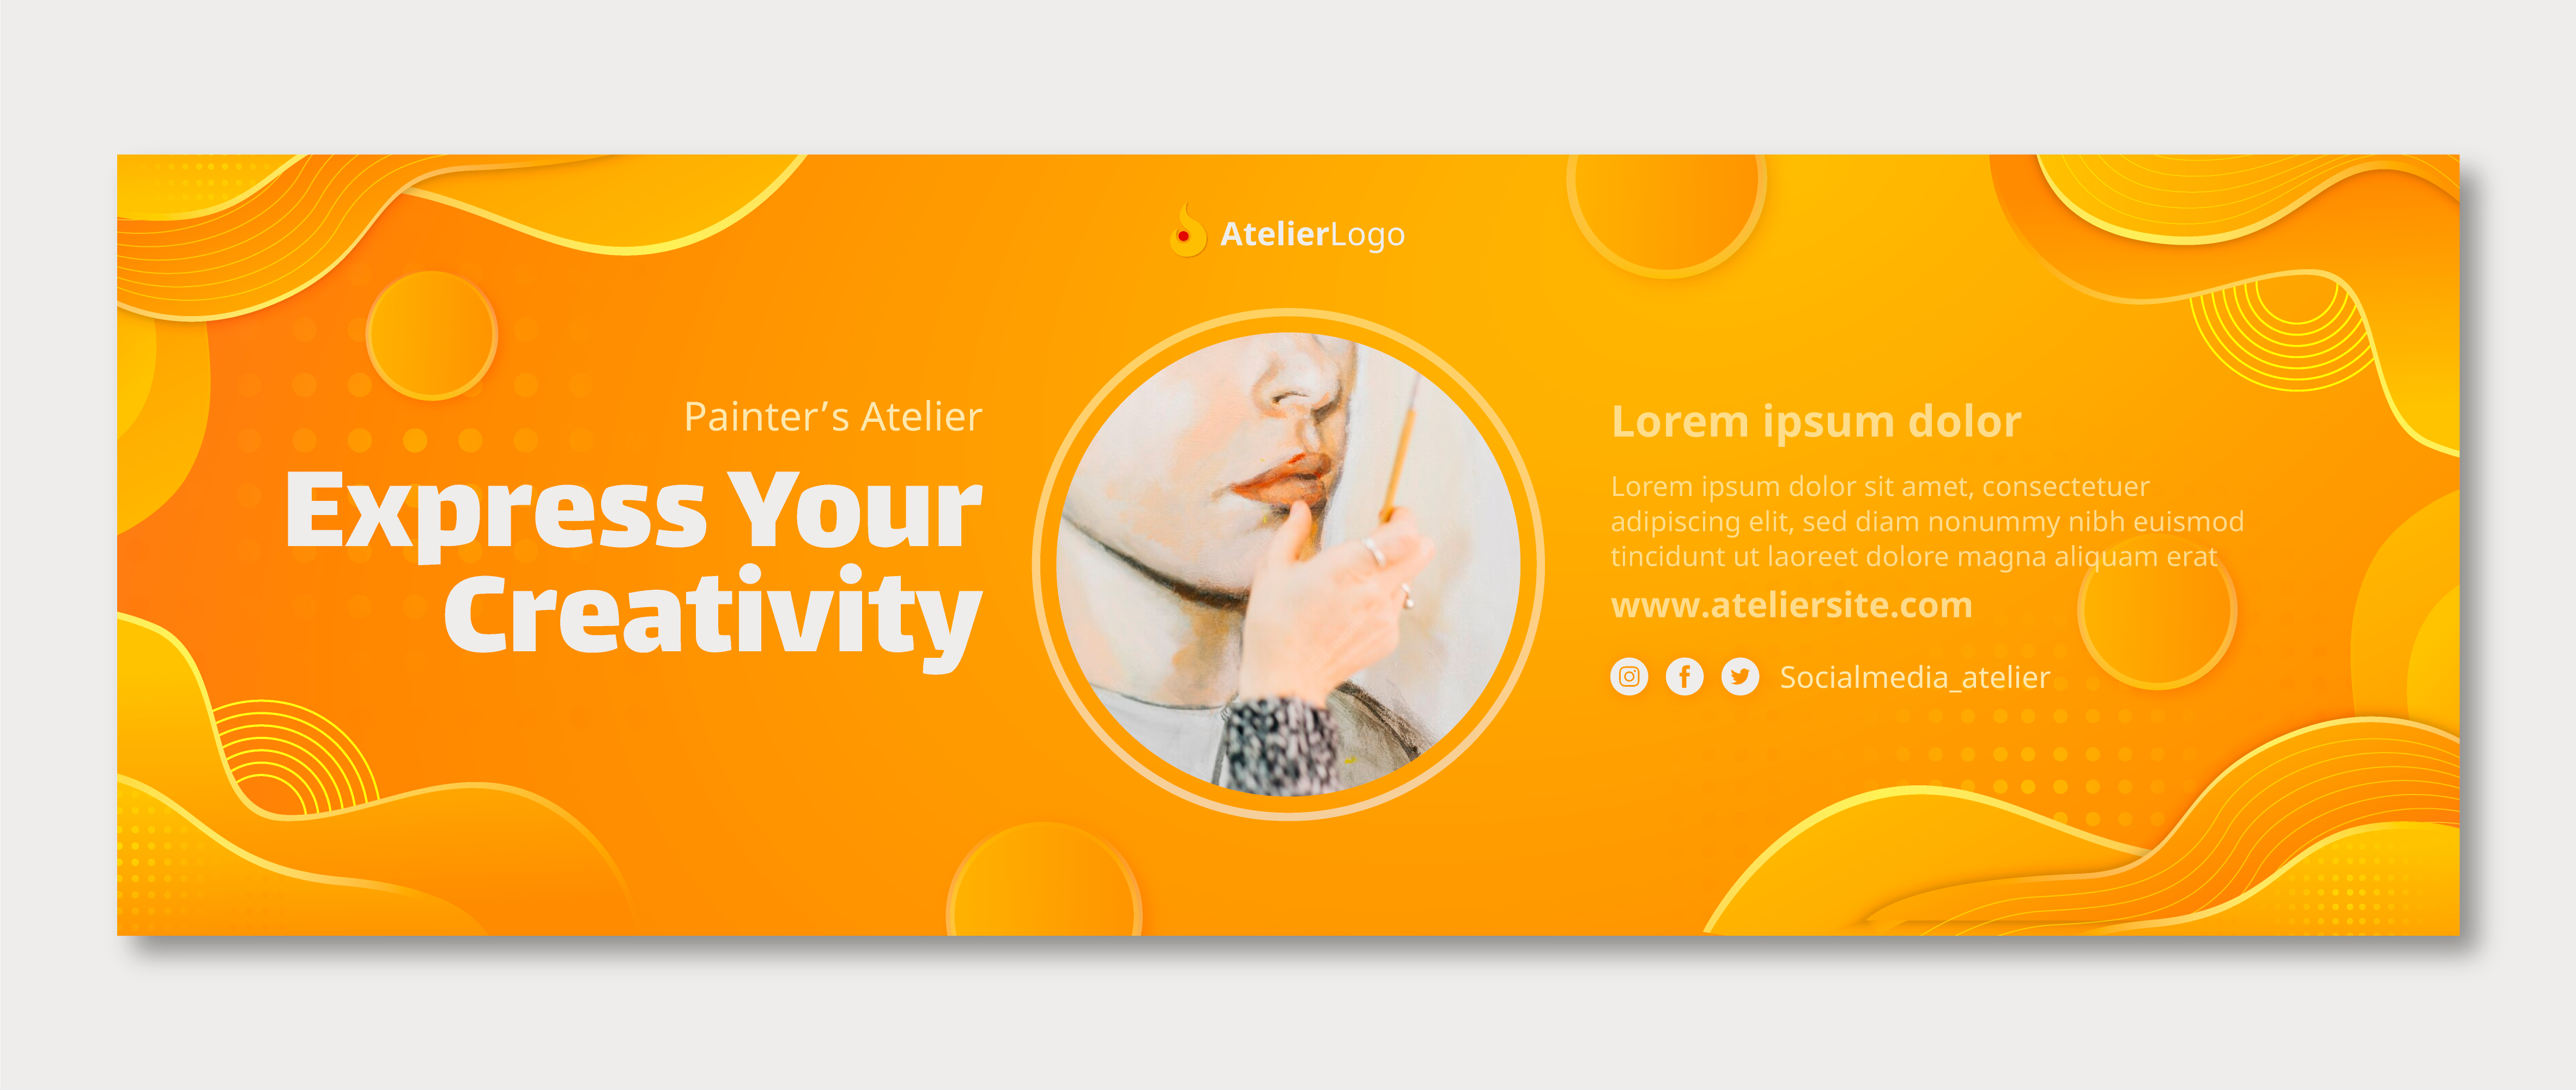 AtelierLogo
Painter’s Atelier
Express Your
Creativity
Lorem ipsum dolor
Lorem ipsum dolor sit amet, consectetuer
adipiscing elit, sed diam nonummy nibh euismod
tincidunt ut laoreet dolore magna aliquam erat
www.ateliersite.com
Socialmedia_atelier